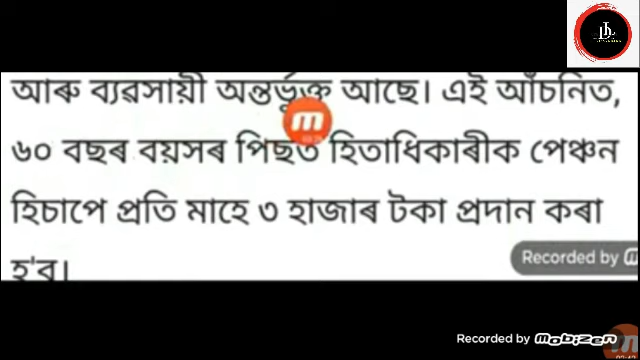 আৰু ব্যৱসায়ী অন্তৰ্ভুক্ত আছে। এই আঁচনিত,
৬০ বছৰ বয়সৰ পিছত হিতাধিকাৰীক পেঞ্চন
হিচাপে প্ৰতি মাহে ৩ হাজাৰ টকা প্ৰদান কৰা
হ'ব।
Recorded by
Recorded by mobizen